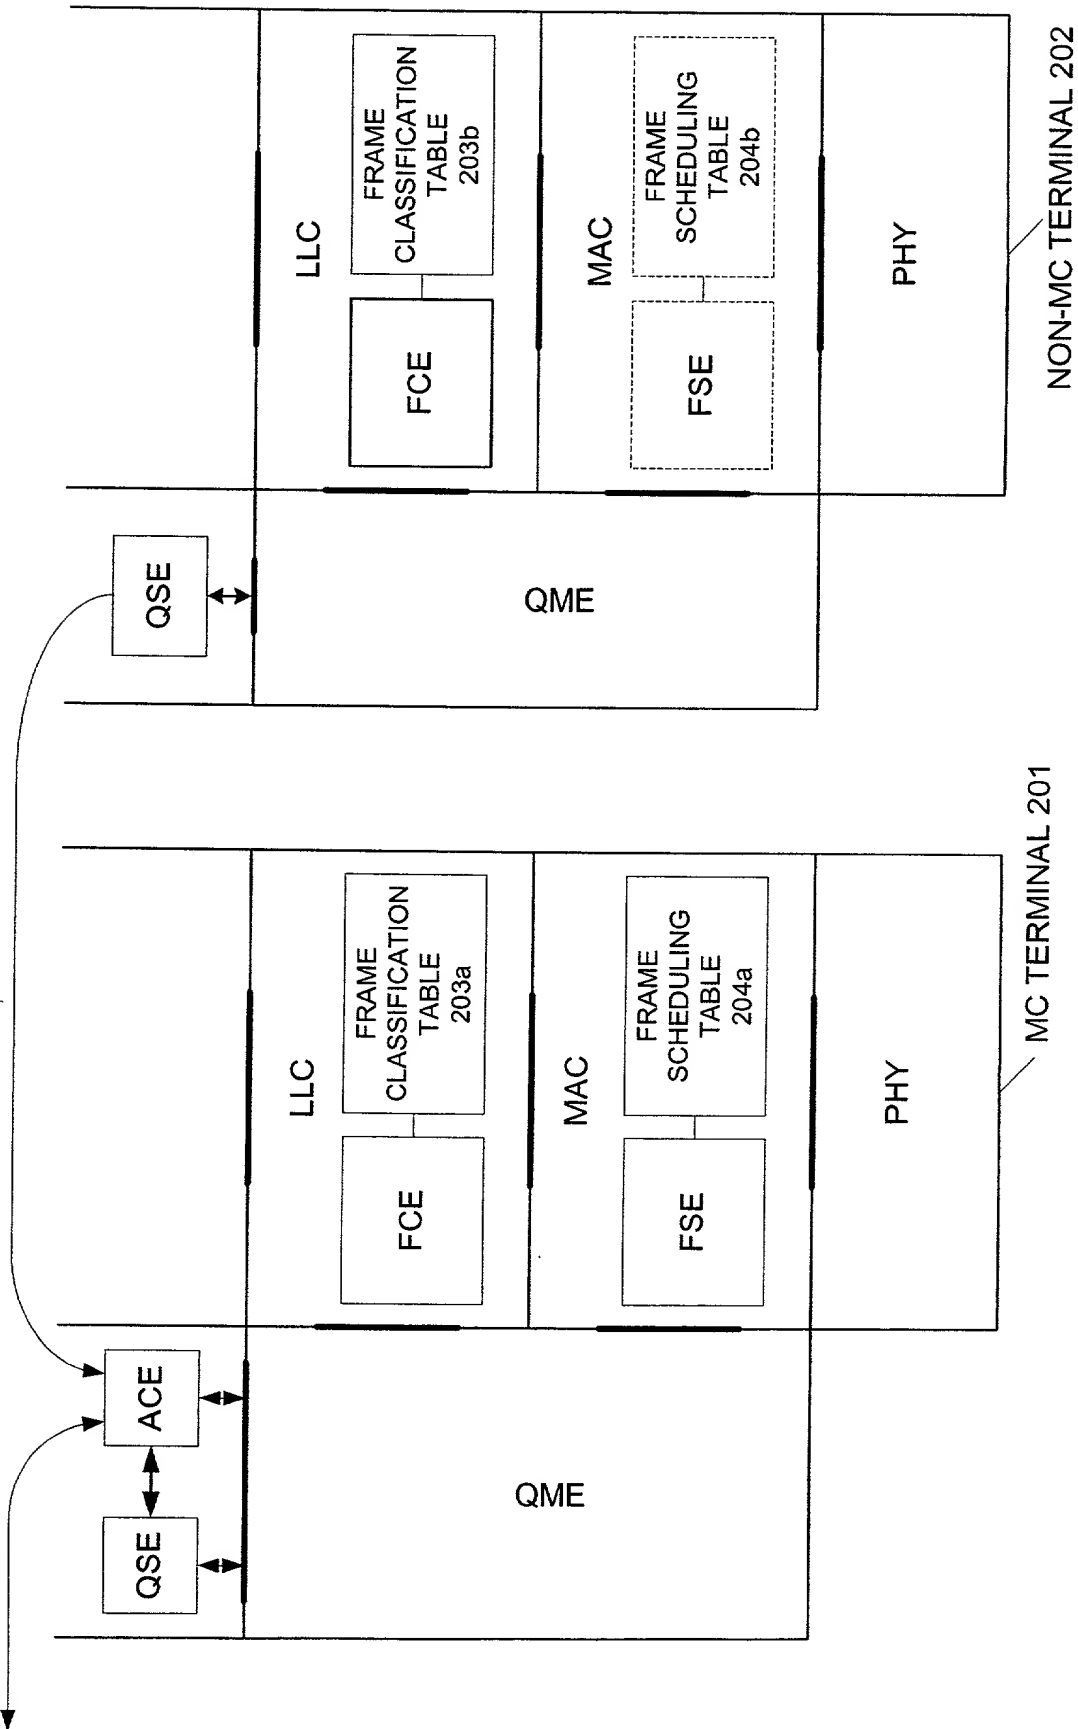 QSE
ACE
QME
LLC
FCE
FRAME
CLASSIFICATION
TABLE
203a
MAC
FSE
FRAME
SCHEDULING
TABLE
204a
PHY
MC TERMINAL 201
QSE
QME
LLC
FCE
FRAME
CLASSIFICATION
TABLE
203b
MAC
FSE
FRAME
SCHEDULING
TABLE
204b
PHY
NON-MC TERMINAL 202